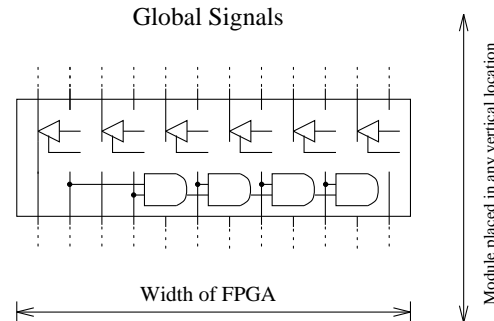 Global Signals
Module placed in any vertical location
Width of FPGA